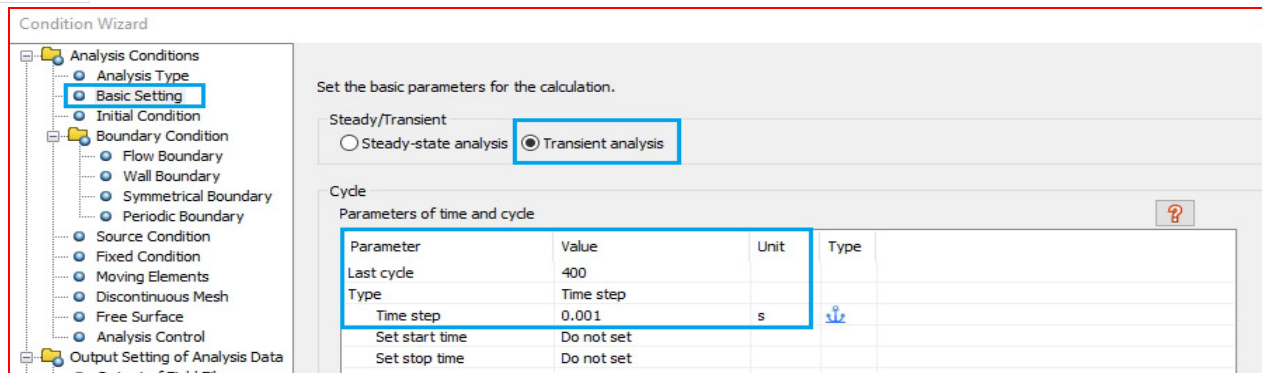 Condition Wizard
Analysis Conditions
Analysis Type
Basic Setting
Initial Condition
Boundary Condition
Flow Boundary
Wall Boundary
Symmetrical Boundary
Periodic Boundary
Source Condition
Fixed Condition
Moving Elements
Discontinuous Mesh
Free Surface
Analysis Control
Output Setting of Analysis Data
Set the basic parameters for the calculation.
Steady/Transient
Steady-state analysis Transient analysis
Cycle
Parameters of time and cycle
Parameter Value Unit Type
Last cycle 400
Type Time step
Time step 0.001 s
Set start time Do not set
Set stop time Do not set